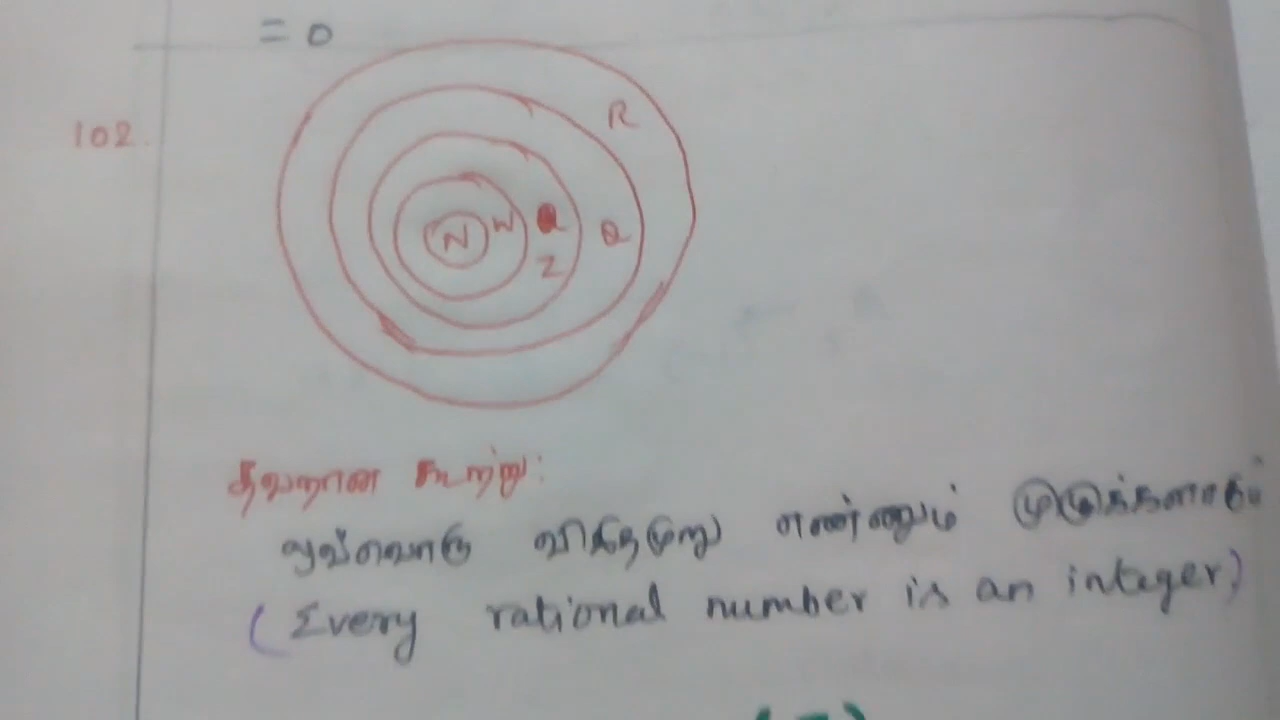 = 0
102.
R
N W Q
Z
தவறான கூற்று:
ஒவ்வொரு விகிதமுறு எண்ணும் முழுக்களாகும்
(Every rational number is an integer)